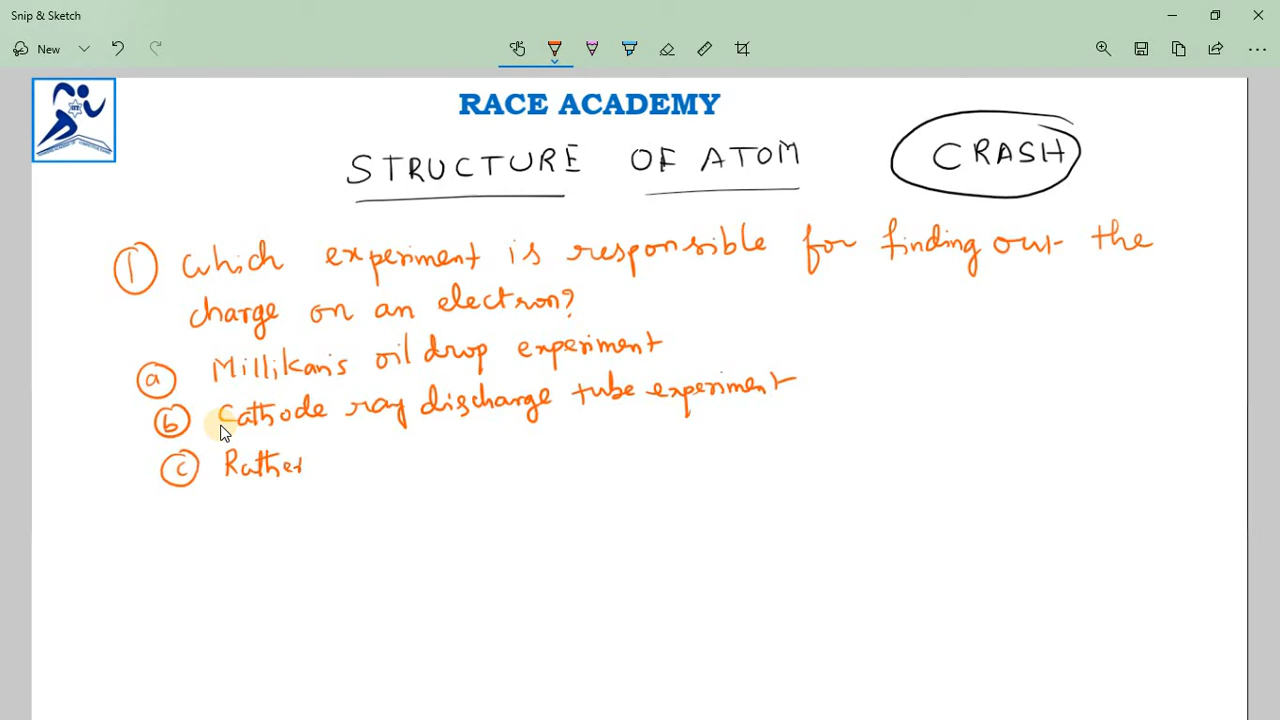 Snip & Sketch
New
RACE ACADEMY
STRUCTURE OF ATOM CRASH
① Which experiment is responsible for finding out the
charge on an electron?
ⓐ Millikan's oil drop experiment
ⓑ Cathode ray discharge tube experiment
ⓒ Rather